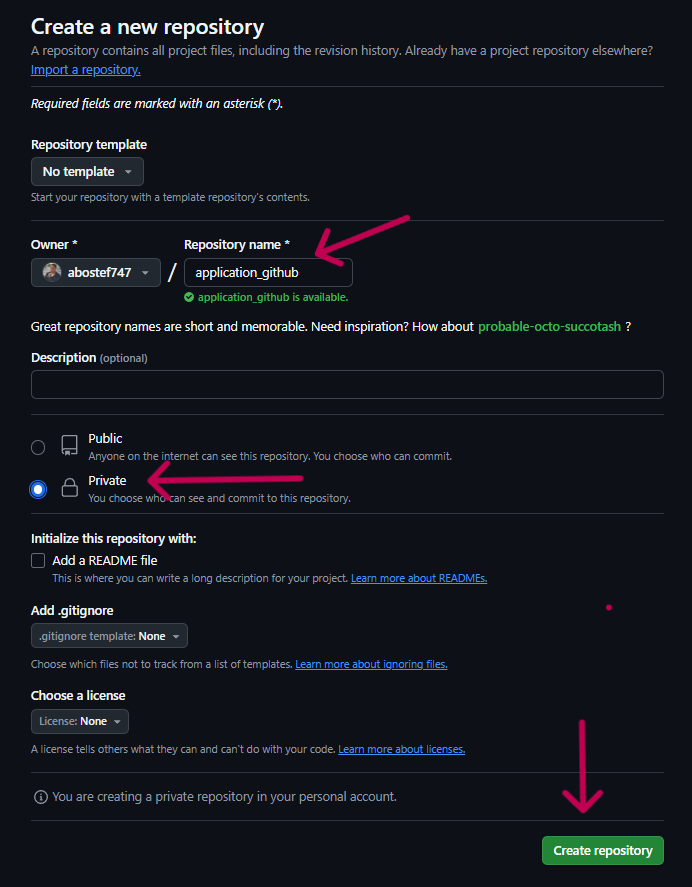 Create a new repository
A repository contains all project files, including the revision history. Already have a project repository elsewhere?
Import a repository.
Required fields are marked with an asterisk (*).
Repository template
No template
Start your repository with a template repository's contents.
Owner * Repository name *
abostef747 / application_github
application_github is available.
Great repository names are short and memorable. Need inspiration? How about probable-octo-succotash ?
Description (optional)
Public
Anyone on the internet can see this repository. You choose who can commit.
Private
You choose who can see and commit to this repository.
Initialize this repository with:
Add a README file
This is where you can write a long description for your project. Learn more about READMEs.
Add .gitignore
.gitignore template: None
Choose which files not to track from a list of templates. Learn more about ignoring files.
Choose a license
License: None
A license tells others what they can and can't do with your code. Learn more about licenses.
You are creating a private repository in your personal account.
Create repository